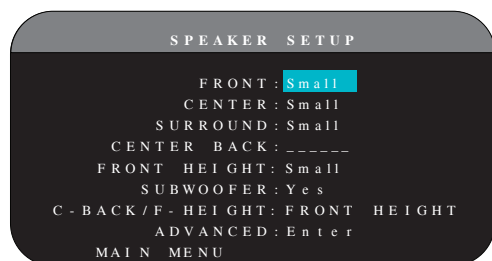 SPEAKER SETUP
FRONT: Small
CENTER: Small
SURROUND: Small
CENTER BACK: ______
FRONT HEIGHT: Small
SUBWOOFER: Yes
C-BACK/F-HEIGHT: FRONT HEIGHT
ADVANCED: Enter
MAIN MENU